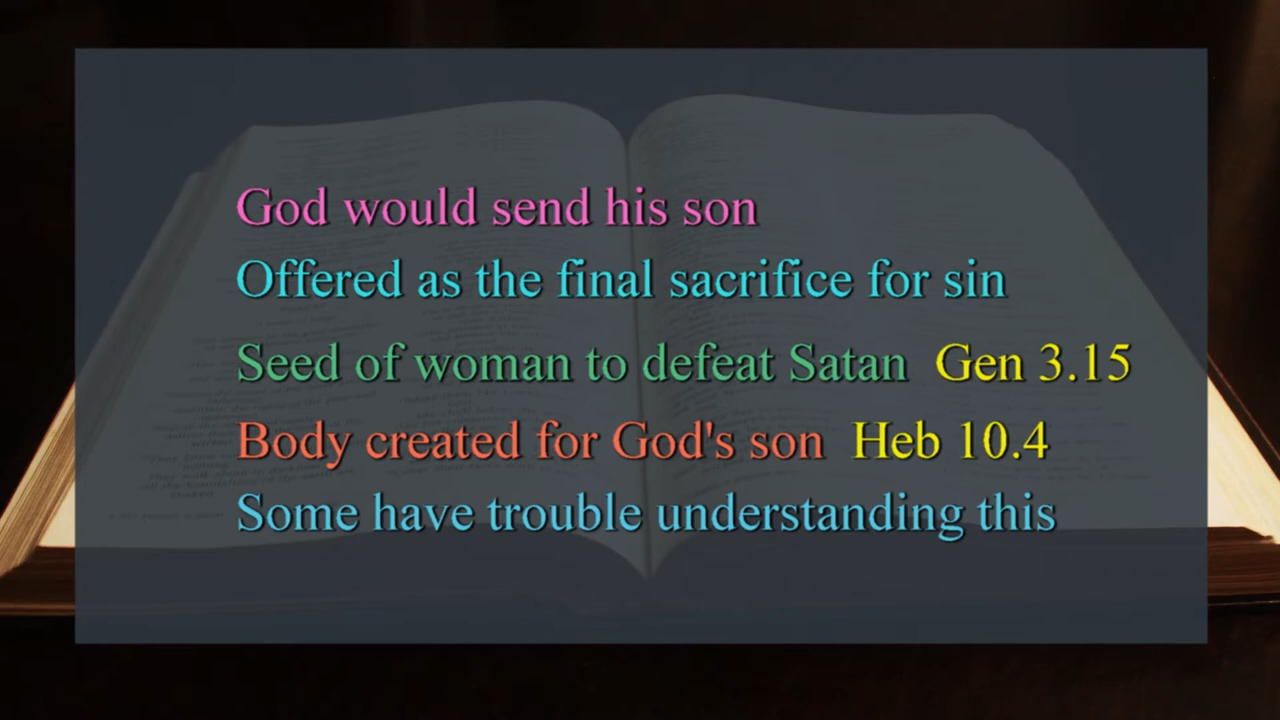 God would send his son
Offered as the final sacrifice for sin
Seed of woman to defeat Satan Gen 3.15
Body created for God's son Heb 10.4
Some have trouble understanding this